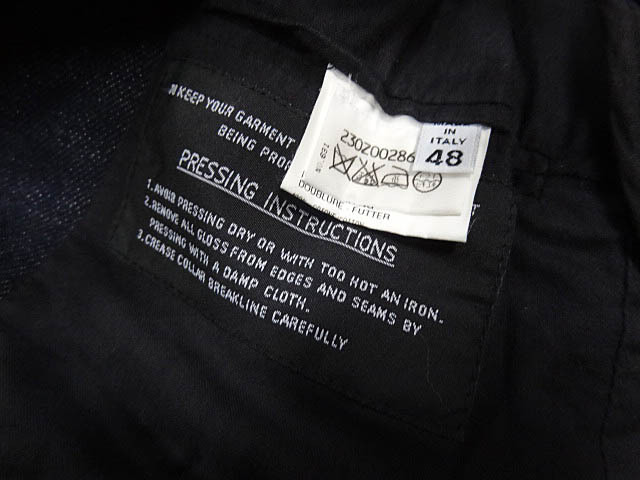 KEEP YOUR GARMENT
BEING
PRESSING INSTRUCTIONS
1. AVOID PRESSING DRY OR WITH TOO HOT AN IRON.
2. REMOVE ALL GLOSS FROM EDGES AND SEAMS BY
PRESSING WITH A DAMP CLOTH.
3. CREASE COLLAR BREAKLINE CAREFULLY
230200286
MADE
IN
ITALY
48
DOUBLURE FUTTER